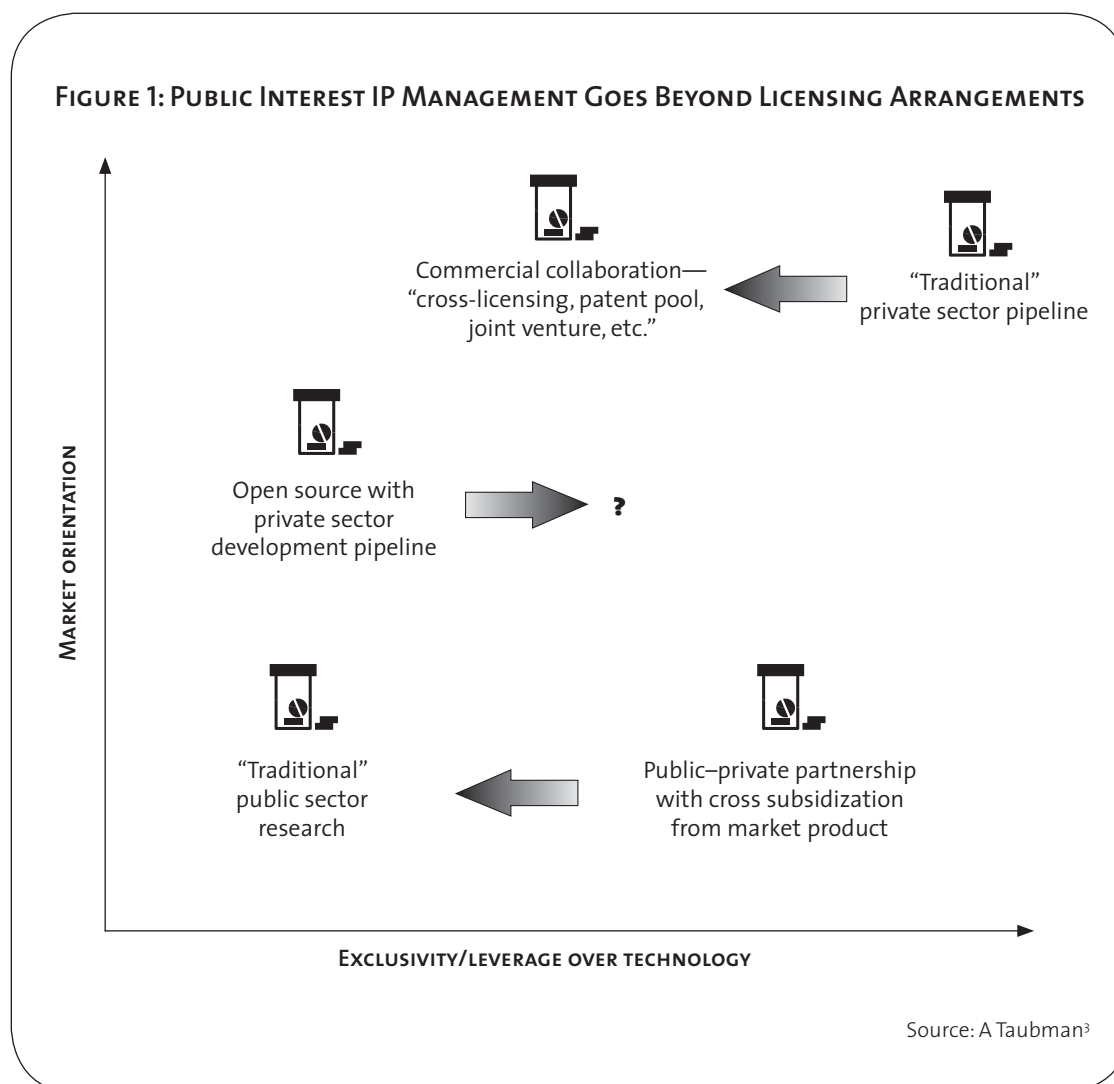 FIGURE 1: PUBLIC INTEREST IP MANAGEMENT GOES BEYOND LICENSING ARRANGEMENTS
Commercial collaboration—
“cross-licensing, patent pool,
joint venture, etc.”
“Traditional”
private sector pipeline
Open source with
private sector
development pipeline
?
MARKET ORIENTATION
“Traditional”
public sector
research
Public–private partnership
with cross subsidization
from market product
EXCLUSIVITY/LEVERAGE OVER TECHNOLOGY
Source: A Taubman³